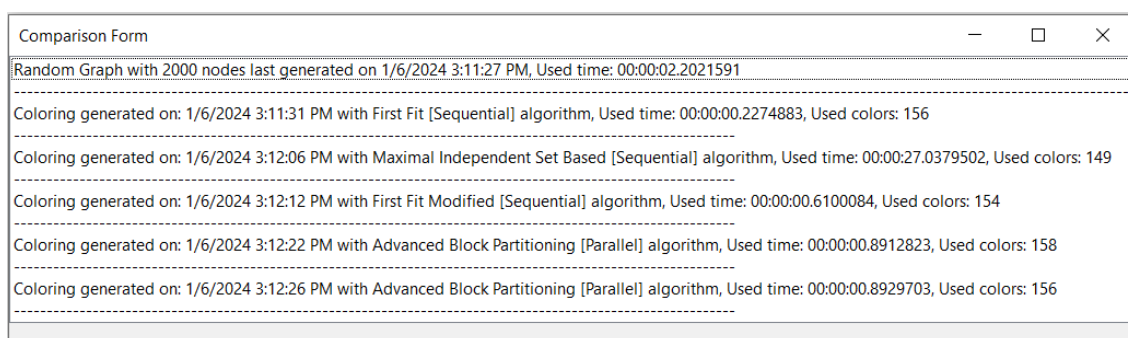 Comparison Form
Random Graph with 2000 nodes last generated on 1/6/2024 3:11:27 PM, Used time: 00:00:02.2021591
Coloring generated on: 1/6/2024 3:11:31 PM with First Fit [Sequential] algorithm, Used time: 00:00:00.2274883, Used colors: 156
Coloring generated on: 1/6/2024 3:12:06 PM with Maximal Independent Set Based [Sequential] algorithm, Used time: 00:00:27.0379502, Used colors: 149
Coloring generated on: 1/6/2024 3:12:12 PM with First Fit Modified [Sequential] algorithm, Used time: 00:00:00.6100084, Used colors: 154
Coloring generated on: 1/6/2024 3:12:22 PM with Advanced Block Partitioning [Parallel] algorithm, Used time: 00:00:00.8912823, Used colors: 158
Coloring generated on: 1/6/2024 3:12:26 PM with Advanced Block Partitioning [Parallel] algorithm, Used time: 00:00:00.8929703, Used colors: 156